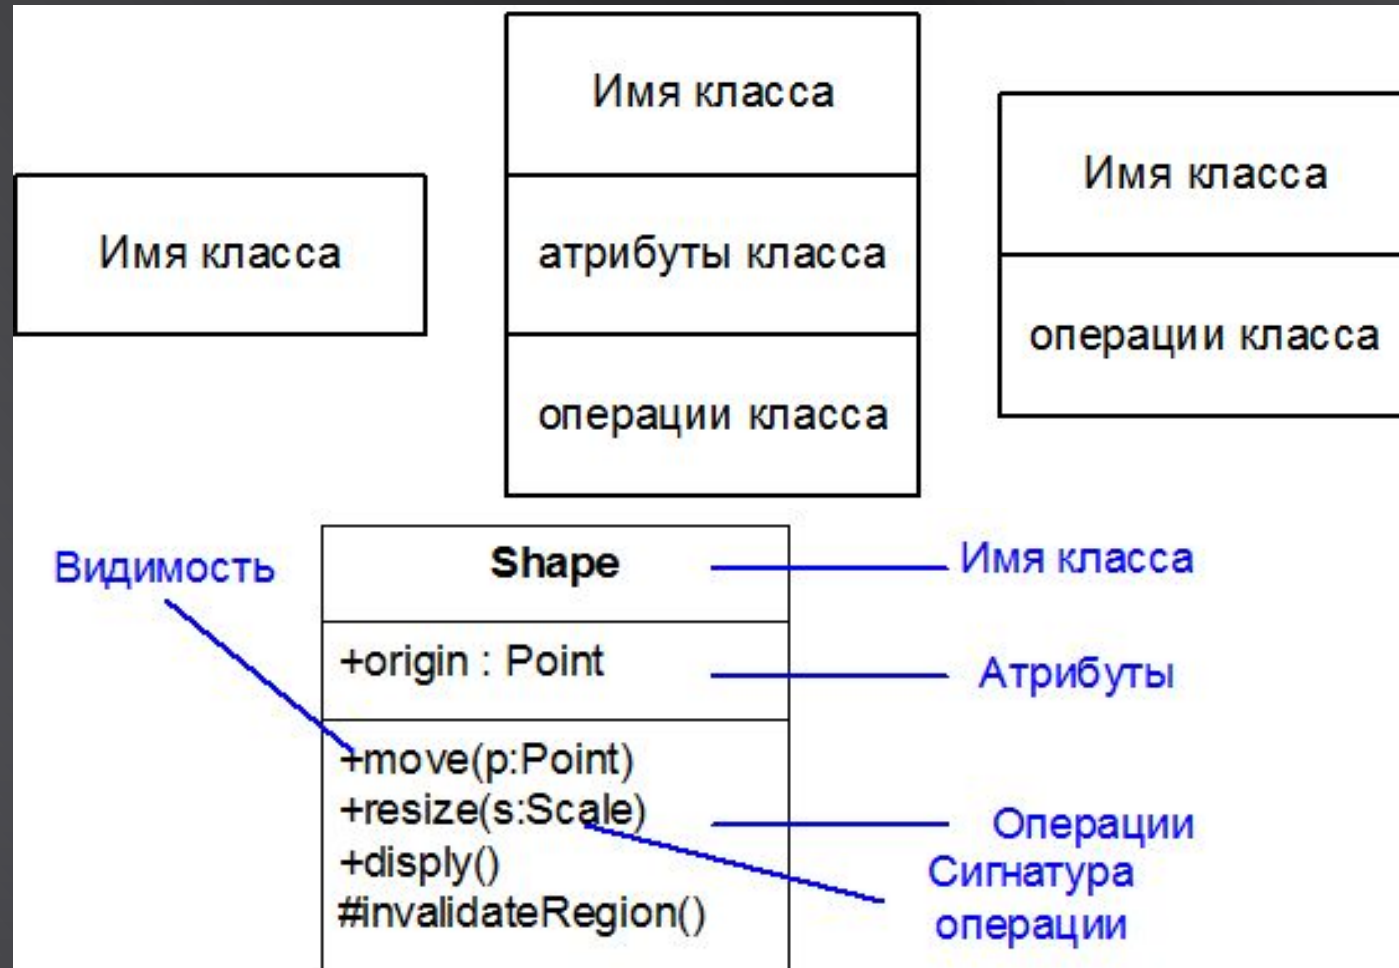 Имя класса
Имя класса
атрибуты класса
операции класса
Имя класса
операции класса
Видимость
Shape
+origin : Point
+move(p:Point)
+resize(s:Scale)
+disply()
#invalidateRegion()
Имя класса
Атрибуты
Операции
Сигнатура
операции